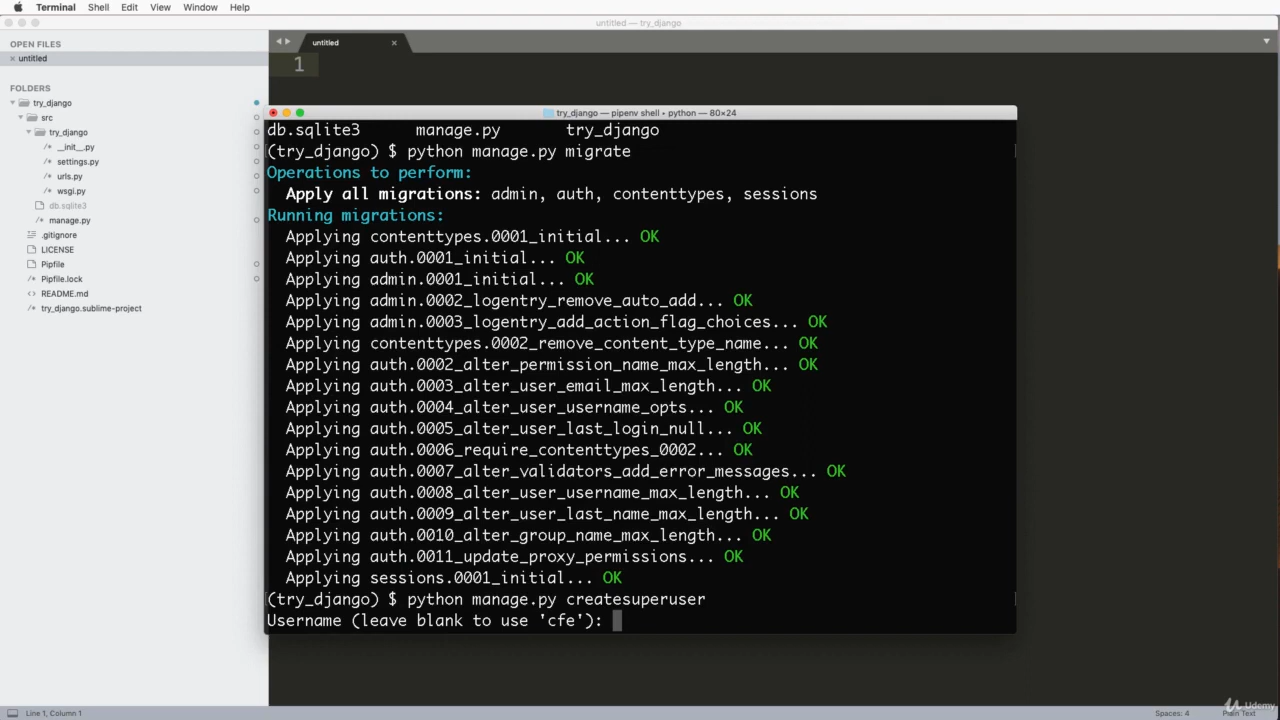 Terminal Shell Edit View Window Help
untitled — try_django
OPEN FILES
× untitled
FOLDERS
try_django
src
try_django
/* __init__.py
/* settings.py
/* urls.py
/* wsgi.py
db.sqlite3
/* manage.py
.gitignore
LICENSE
Pipfile
/* Pipfile.lock
<> README.md
/* try_django.sublime-project
untitled ×
1
try_django — pipenv shell • python — 80×24
db.sqlite3 manage.py try_django
(try_django) $ python manage.py migrate
Operations to perform:
Apply all migrations: admin, auth, contenttypes, sessions
Running migrations:
Applying contenttypes.0001_initial... OK
Applying auth.0001_initial... OK
Applying admin.0001_initial... OK
Applying admin.0002_logentry_remove_auto_add... OK
Applying admin.0003_logentry_add_action_flag_choices... OK
Applying contenttypes.0002_remove_content_type_name... OK
Applying auth.0002_alter_permission_name_max_length... OK
Applying auth.0003_alter_user_email_max_length... OK
Applying auth.0004_alter_user_username_opts... OK
Applying auth.0005_alter_user_last_login_null... OK
Applying auth.0006_require_contenttypes_0002... OK
Applying auth.0007_alter_validators_add_error_messages... OK
Applying auth.0008_alter_user_username_max_length... OK
Applying auth.0009_alter_user_last_name_max_length... OK
Applying auth.0010_alter_group_name_max_length... OK
Applying auth.0011_update_proxy_permissions... OK
Applying sessions.0001_initial... OK
(try_django) $ python manage.py createsuperuser
Username (leave blank to use 'cfe'):
Line 1, Column 1
Spaces: 4 Plain Text
Udemy